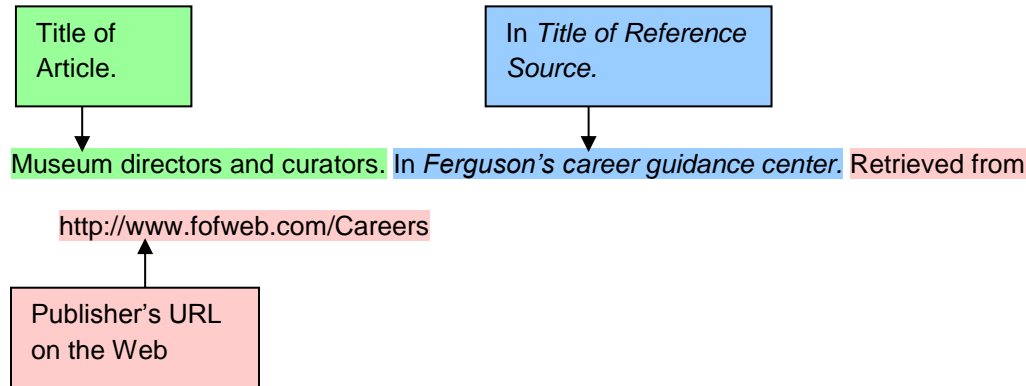 Title of
Article.
In Title of Reference
Source.
Museum directors and curators. In Ferguson’s career guidance center. Retrieved from
http://www.fofweb.com/Careers
Publisher’s URL
on the Web